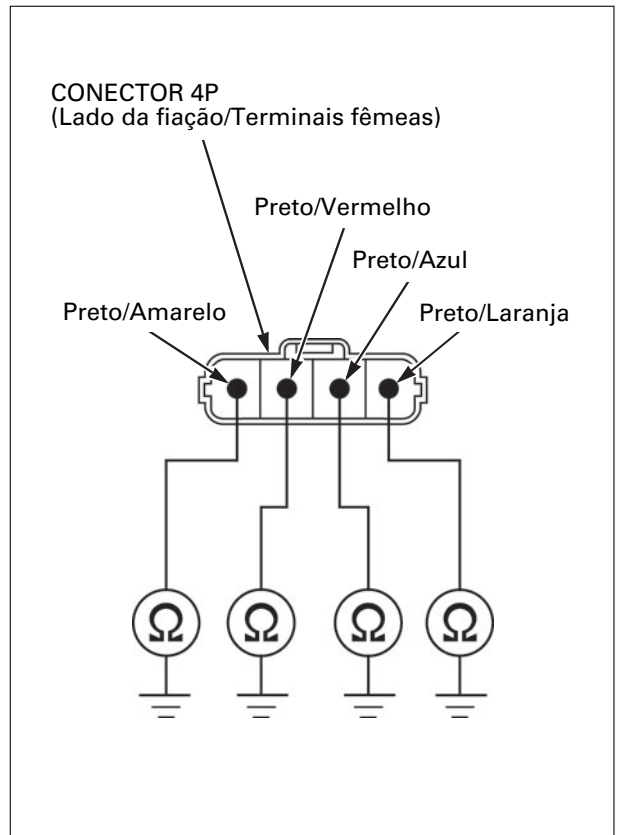 CONECTOR 4P
(Lado da fiação/Terminais fêmeas)
Preto/Vermelho
Preto/Azul
Preto/Amarelo
Preto/Laranja
Ω Ω Ω Ω